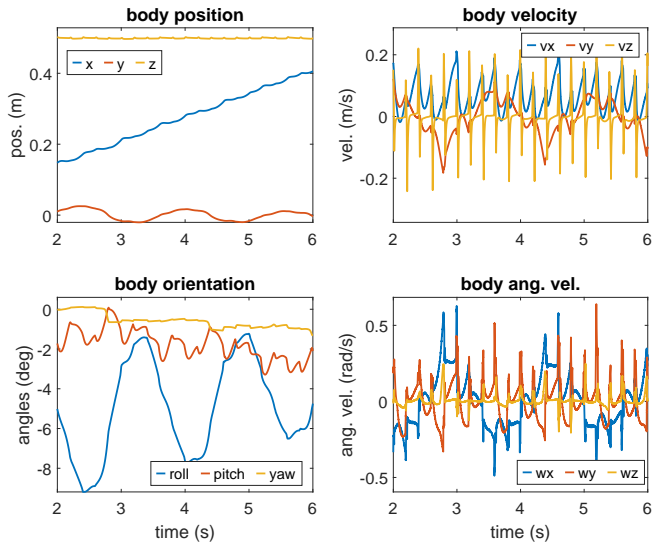 body position
pos. (m)
0.4
0.2
0
x y z
2 3 4 5 6
body velocity
vel. (m/s)
0.2
0
-0.2
vx vy vz
2 3 4 5 6
body orientation
angles (deg)
0
-2
-4
-6
-8
roll pitch yaw
2 3 4 5 6
time (s)
body ang. vel.
ang. vel. (rad/s)
0.5
0
-0.5
wx wy wz
2 3 4 5 6
time (s)